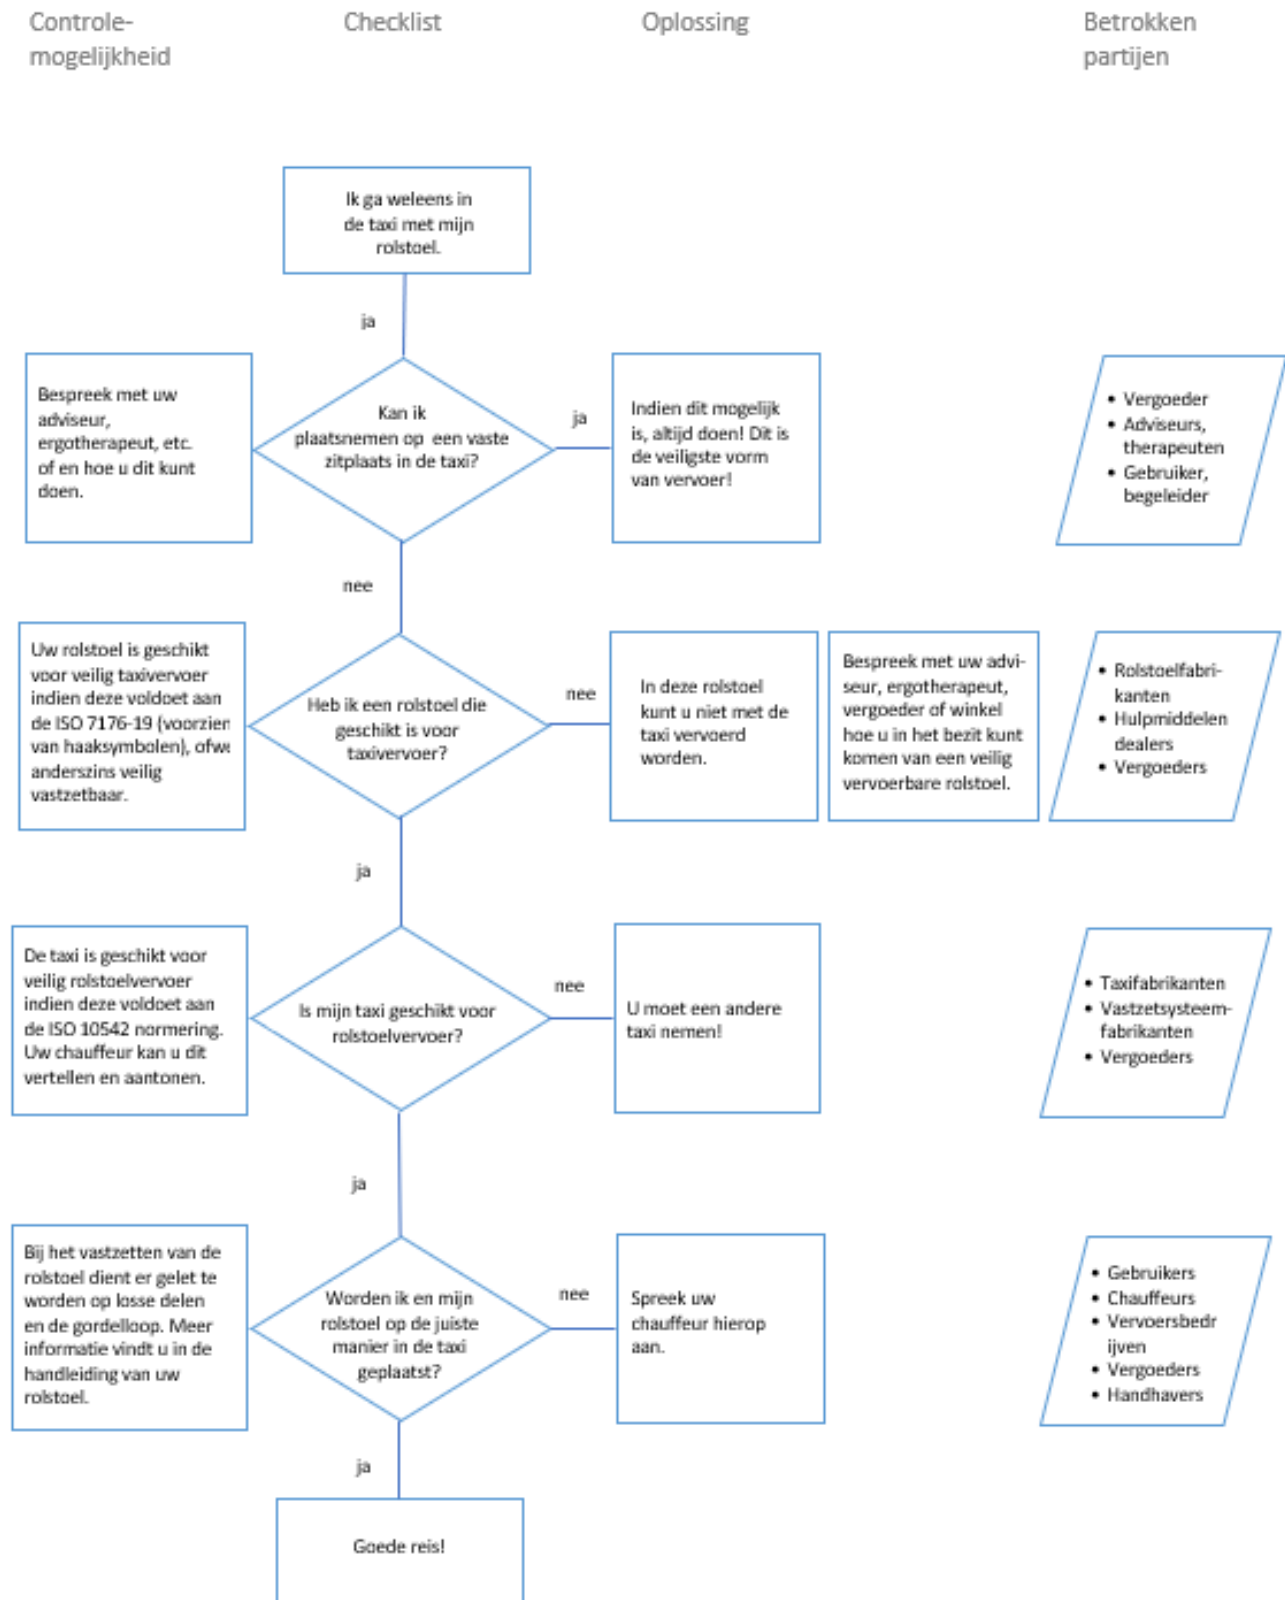 Controle-
mogelijkheid
Checklist
Oplossing
Betrokken
partijen
Ik ga weleens in
de taxi met mijn
rolstoel.
ja
Bespreek met uw
adviseur,
ergotherapeut, etc.
of en hoe u dit kunt
doen.
Kan ik
plaatsnemen op een vaste
zitplaats in de taxi?
ja
Indien dit mogelijk
is, altijd doen! Dit is
de veiligste vorm
van vervoer!
• Vergoeder
• Adviseurs,
therapeuten
• Gebruiker,
begeleider
nee
Uw rolstoel is geschikt
voor veilig taxivervoer
indien deze voldoet aan
de ISO 7176-19 (voorzien
van haaksymbolen), ofwe
anderszins veilig
vastzetbaar.
Heb ik een rolstoel die
geschikt is voor
taxivervoer?
nee
In deze rolstoel
kunt u niet met de
taxi vervoerd
worden.
Bespreek met uw advi-
seur, ergotherapeut,
vergoeder of winkel
hoe u in het bezit kunt
komen van een veilig
vervoerbare rolstoel.
• Rolstoelfabri-
kanten
• Hulpmiddelen
dealers
• Vergoeders
ja
De taxi is geschikt voor
veilig rolstoelvervoer
indien deze voldoet aan
de ISO 10542 normering.
Uw chauffeur kan u dit
vertellen en aantonen.
Is mijn taxi geschikt voor
rolstoelvervoer?
nee
U moet een andere
taxi nemen!
• Taxifabrikanten
• Vastzetsysteem-
fabrikanten
• Vergoeders
ja
Bij het vastzetten van de
rolstoel dient er gelet te
worden op losse delen
en de gordelloop. Meer
informatie vindt u in de
handleiding van uw
rolstoel.
Worden ik en mijn
rolstoel op de juiste
manier in de taxi
geplaatst?
nee
Spreek uw
chauffeur hierop
aan.
• Gebruikers
• Chauffeurs
• Vervoersbedr
ijven
• Vergoeders
• Handhavers
ja
Goede reis!